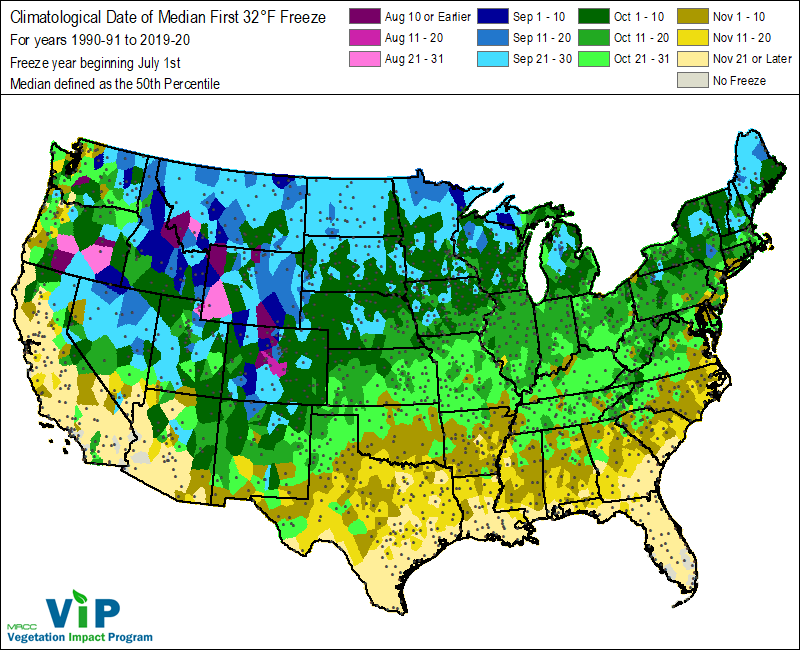 Climatological Date of Median First 32°F Freeze
For years 1990-91 to 2019-20
Freeze year beginning July 1st
Median defined as the 50th Percentile
Aug 10 or Earlier
Aug 11 - 20
Aug 21 - 31
Sep 1 - 10
Sep 11 - 20
Sep 21 - 30
Oct 1 - 10
Oct 11 - 20
Oct 21 - 31
Nov 1 - 10
Nov 11 - 20
Nov 21 or Later
No Freeze
MRCC ViP
Vegetation Impact Program